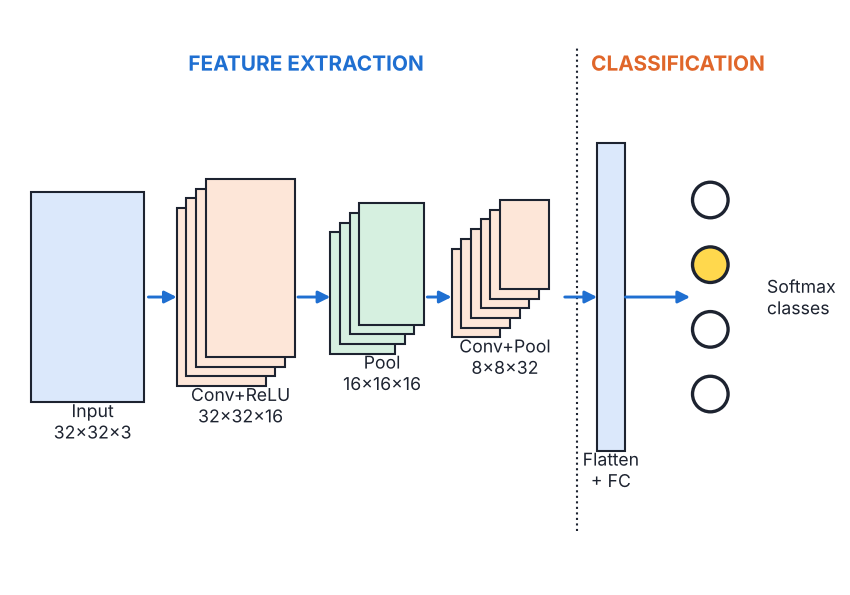 FEATURE EXTRACTION
CLASSIFICATION
Input
32×32×3
Conv+ReLU
32×32×16
Pool
16×16×16
Conv+Pool
8×8×32
Flatten
+ FC
Softmax
classes